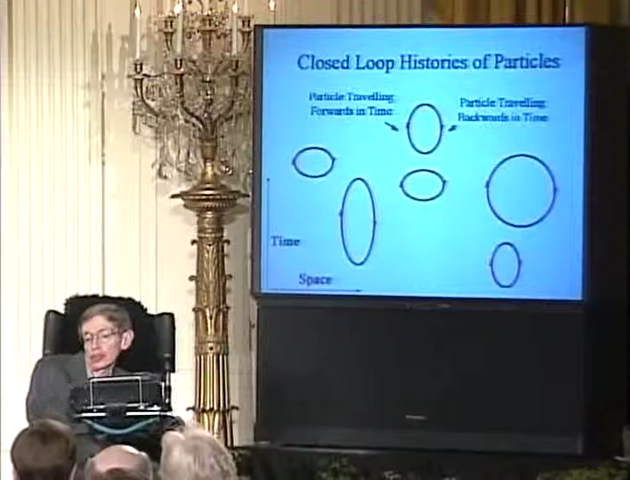 Closed Loop Histories of Particles
Particle Travelling
Forwards in Time
Particle Travelling
Backwards in Time
Time
Space